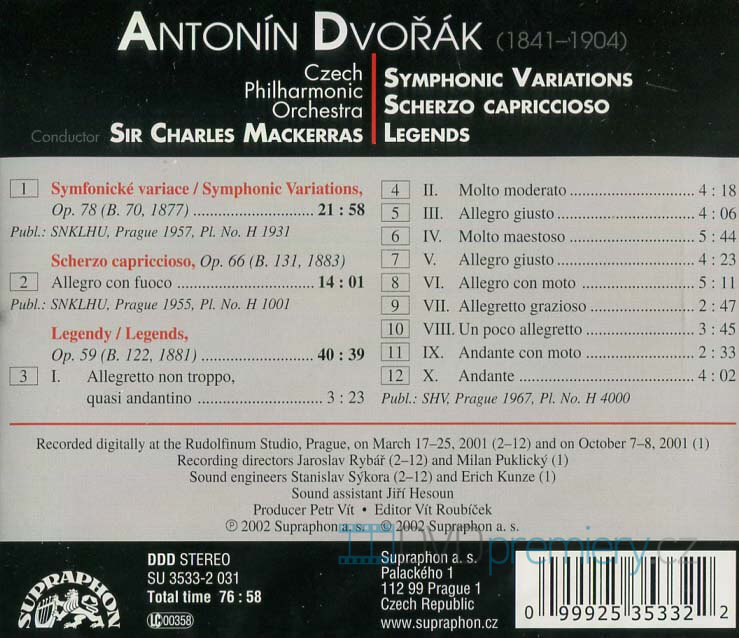 ANTONÍN DVOŘÁK (1841–1904)
Czech
Philharmonic
Orchestra
Conductor SIR CHARLES MACKERRAS
SYMPHONIC VARIATIONS
SCHERZO CAPRICCIOSO
LEGENDS
1 Symfonické variace / Symphonic Variations,
Op. 78 (B. 70, 1877) 21 : 58
Publ.: SNKLHU, Prague 1957, Pl. No. H 1931
Scherzo capriccioso, Op. 66 (B. 131, 1883)
2 Allegro con fuoco 14 : 01
Publ.: SNKLHU, Prague 1955, Pl. No. H 1001
Legendy / Legends,
Op. 59 (B. 122, 1881) 40 : 39
3 I. Allegretto non troppo,
quasi andantino 3 : 23
4 II. Molto moderato 4 : 18
5 III. Allegro giusto 4 : 06
6 IV. Molto maestoso 5 : 44
7 V. Allegro giusto 4 : 23
8 VI. Allegro con moto 5 : 11
9 VII. Allegretto grazioso 2 : 47
10 VIII. Un poco allegretto 3 : 45
11 IX. Andante con moto 2 : 33
12 X. Andante 4 : 02
Publ.: SHV, Prague 1967, Pl. No. H 4000
Recorded digitally at the Rudolfinum Studio, Prague, on March 17–25, 2001 (2–12) and on October 7–8, 2001 (1)
Recording directors Jaroslav Rybář (2–12) and Milan Puklický (1)
Sound engineers Stanislav Sýkora (2–12) and Erich Kunze (1)
Sound assistant Jiří Hesoun
Producer Petr Vít • Editor Vít Roubíček
℗ 2002 Supraphon a. s. © 2002 Supraphon a. s.
DVDpremiery.cz
SUPRAPHON
DDD STEREO
SU 3533-2 031
Total time 76 : 58
LC 00358
Supraphon a. s.
Palackého 1
112 99 Praha 1
Czech Republic
www.supraphon.com
0 99925 35332 2